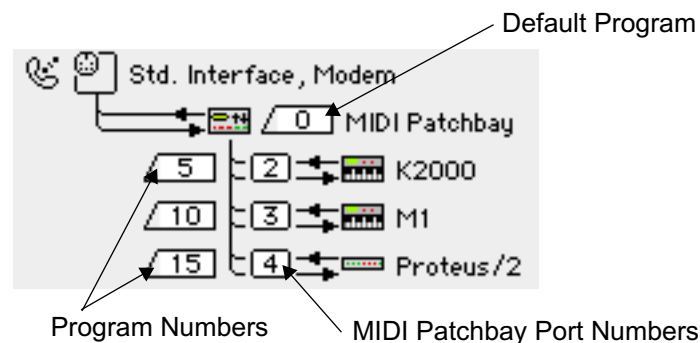 Default Program
Std. Interface, Modem
0 MIDI Patchbay
5 2 K2000
10 3 M1
15 4 Proteus/2
Program Numbers
MIDI Patchbay Port Numbers